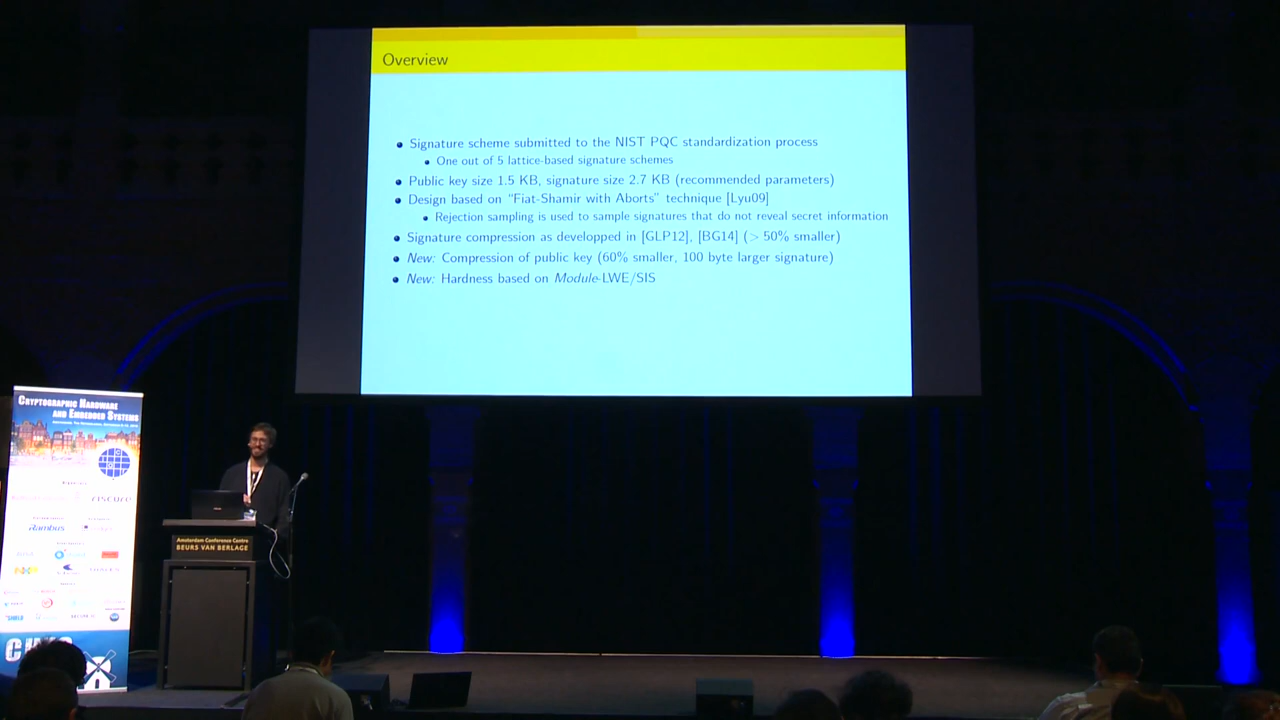 Overview
Signature scheme submitted to the NIST PQC standardization process
One out of 5 lattice-based signature schemes
Public key size 1.5 KB, signature size 2.7 KB (recommended parameters)
Design based on “Fiat-Shamir with Aborts” technique [Lyu09]
Rejection sampling is used to sample signatures that do not reveal secret information
Signature compression as developped in [GLP12], [BG14] (> 50% smaller)
New: Compression of public key (60% smaller, 100 byte larger signature)
New: Hardness based on Module-LWE/SIS
Cryptographic Hardware
and Embedded Systems
riscure
Rambus
Amsterdam Conference Centre
BEURS VAN BERLAGE